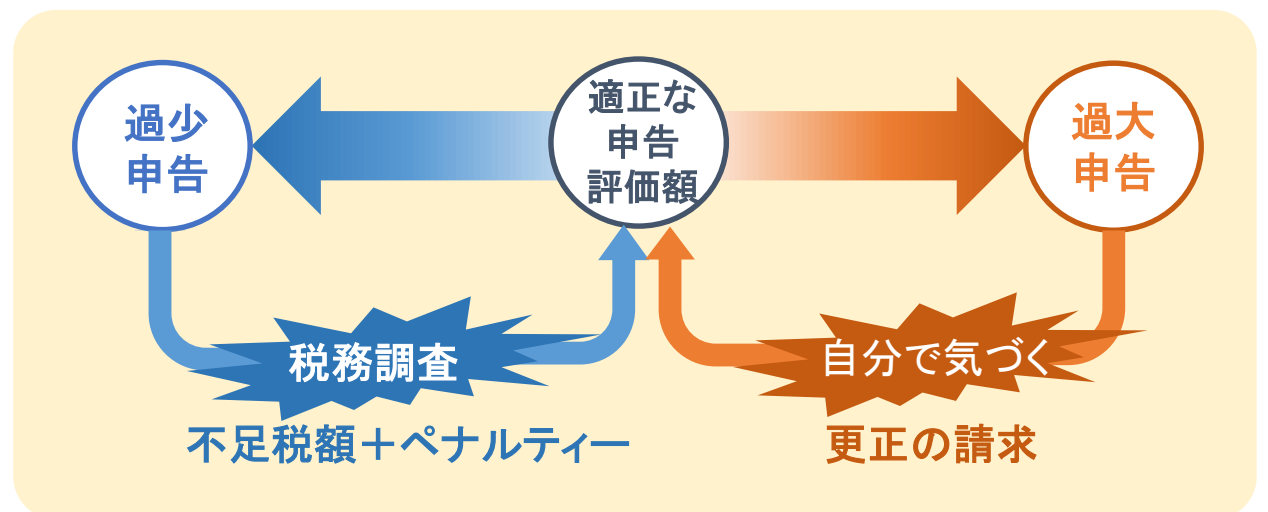 過少
申告
適正な
申告
評価額
過大
申告
税務調査
自分で気づく
不足税額＋ペナルティー
更正の請求